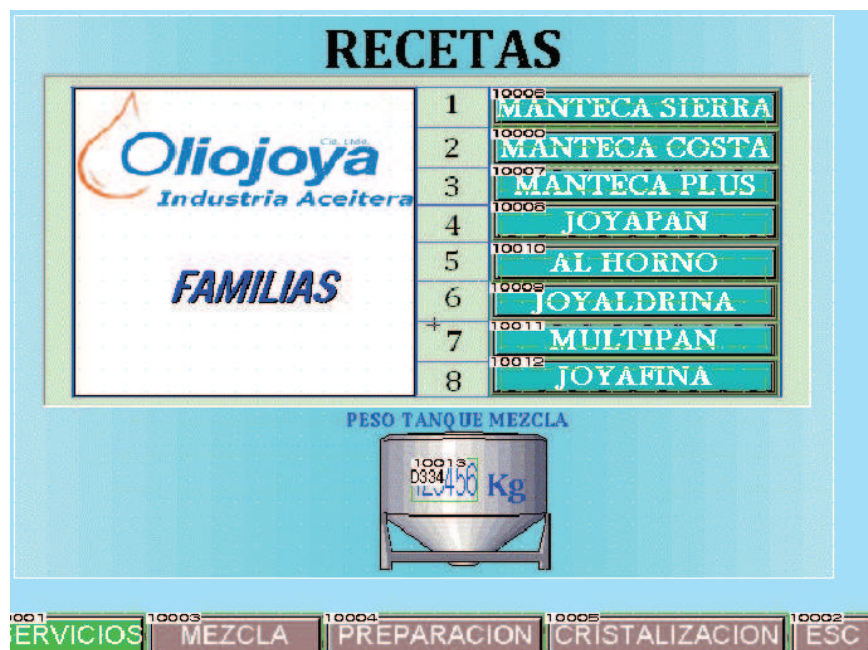 RECETAS
Oliojoya
Cia. Ltda.
Industria Aceitera
FAMILIAS
1 10006 MANTECA SIERRA
2 10000 MANTECA COSTA
3 10007 MANTECA PLUS
4 10008 JOYAPAN
5 10010 AL HORNO
6 10009 JOYALDRINA
7 10011 MULTIPAN
8 10012 JOYAFINA
PESO TANQUE MEZCLA
10013
D334 Kg
001 10003 10004 10005 10002
ERVICIOS MEZCLA PREPARACION CRISTALIZACION ESC